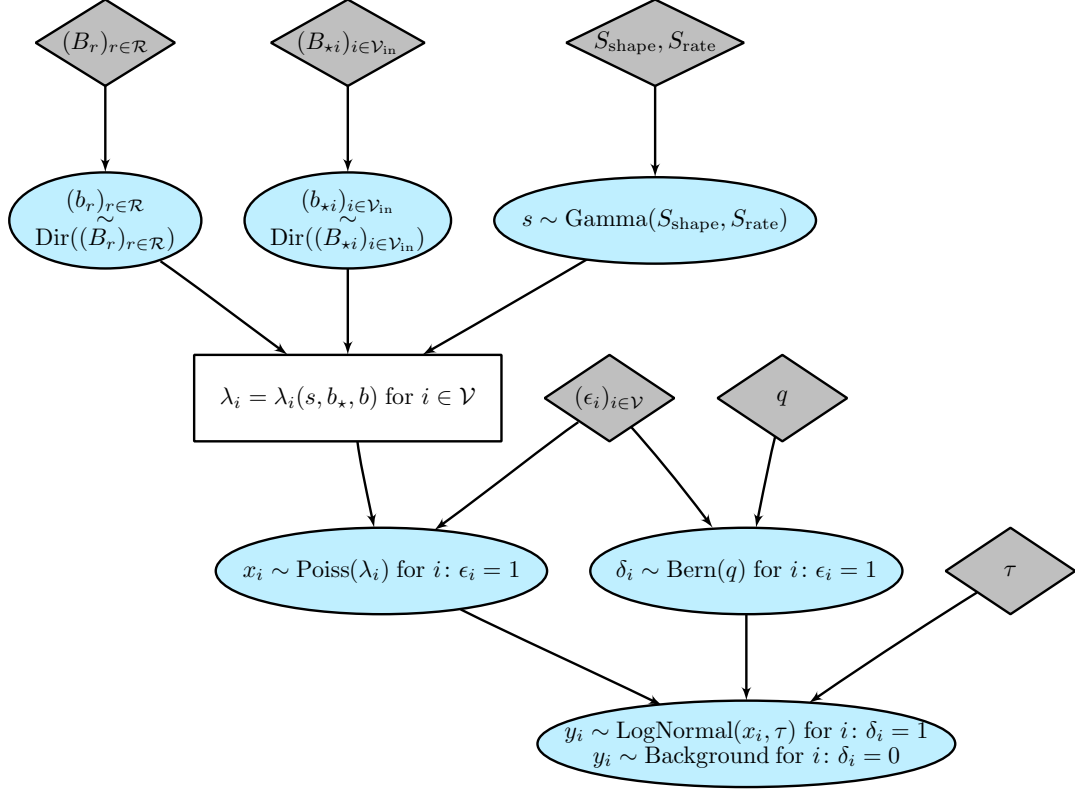 (B_r)_{r∈ℛ}
(B_{⋆i})_{i∈𝒱_in}
S_shape, S_rate
(b_r)_{r∈ℛ}
∼
Dir((B_r)_{r∈ℛ})
(b_{⋆i})_{i∈𝒱_in}
∼
Dir((B_{⋆i})_{i∈𝒱_in})
s ∼ Gamma(S_shape, S_rate)
λ_i = λ_i(s, b_⋆, b) for i ∈ 𝒱
(ϵ_i)_{i∈𝒱}
q
x_i ∼ Poiss(λ_i) for i: ϵ_i = 1
δ_i ∼ Bern(q) for i: ϵ_i = 1
τ
y_i ∼ LogNormal(x_i, τ) for i: δ_i = 1
y_i ∼ Background for i: δ_i = 0